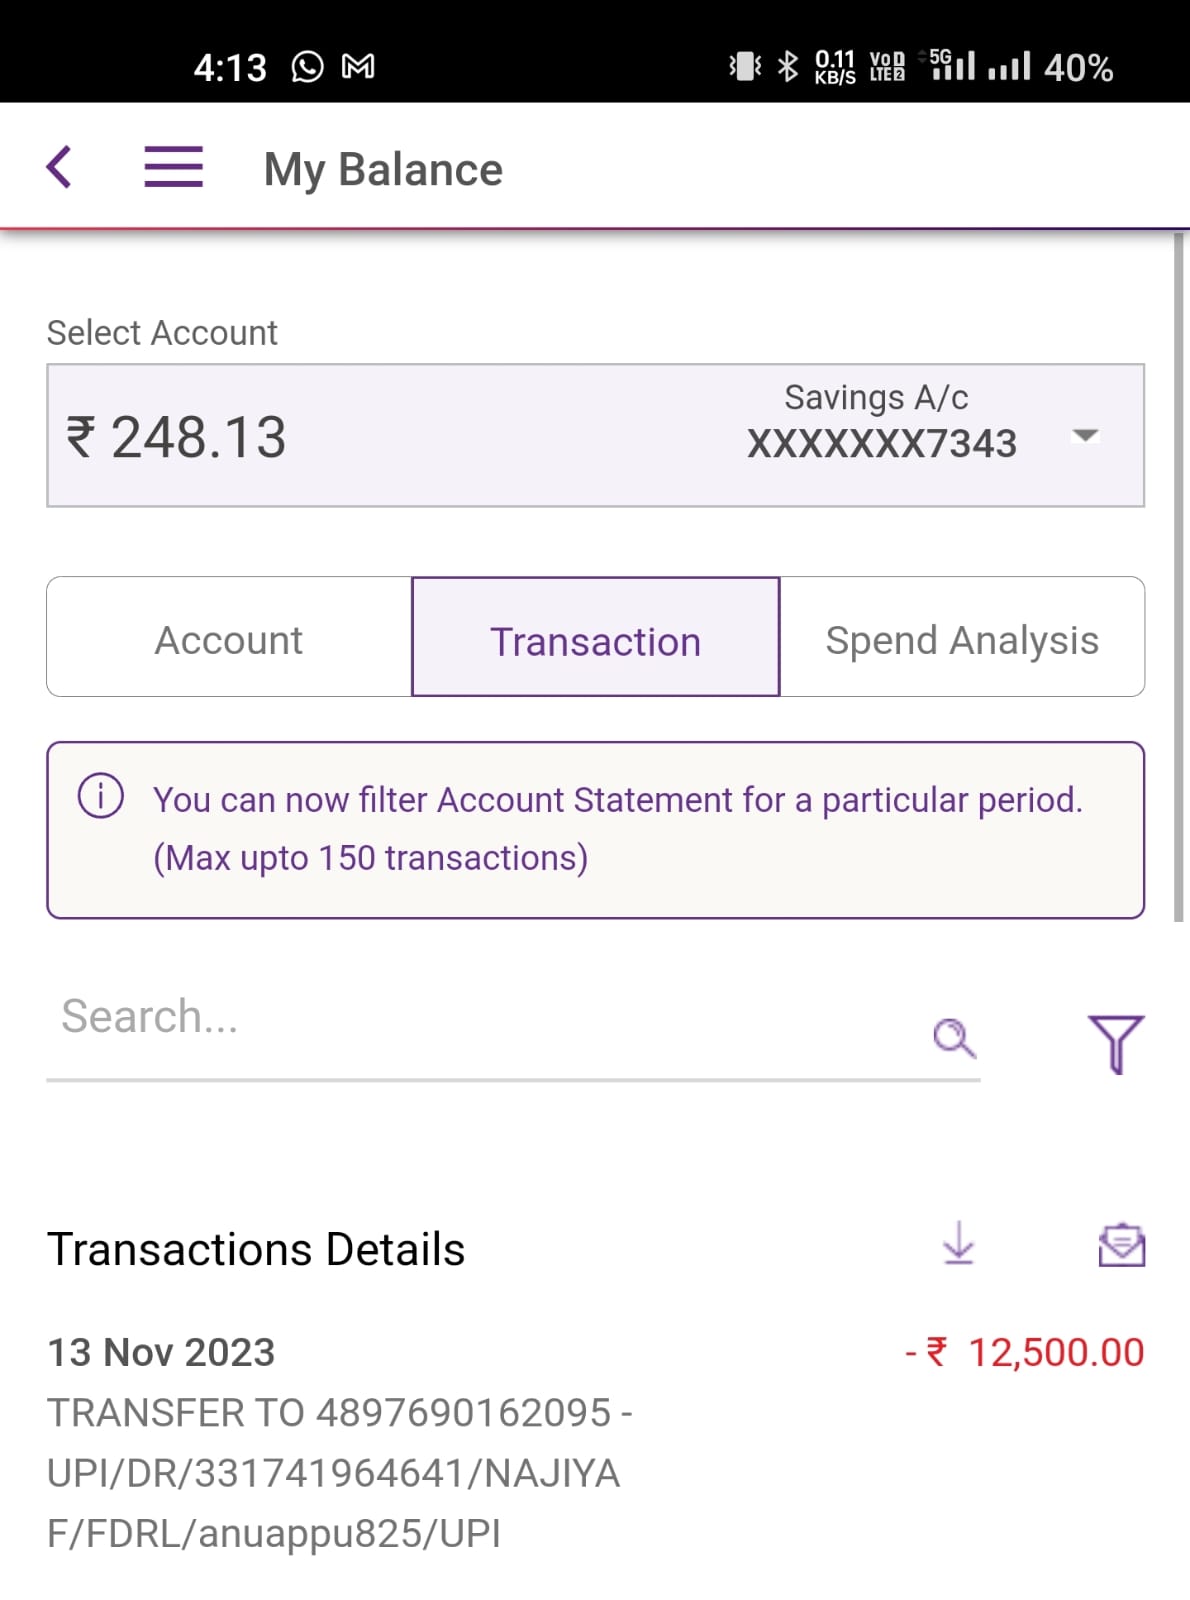 4:13
0.11 KB/S VoD LTE2 5G 40%
My Balance
Select Account
₹ 248.13
Savings A/c
XXXXXXX7343
Account Transaction Spend Analysis
You can now filter Account Statement for a particular period.
(Max upto 150 transactions)
Search...
Transactions Details
13 Nov 2023 - ₹ 12,500.00
TRANSFER TO 4897690162095 -
UPI/DR/331741964641/NAJIYA
F/FDRL/anuappu825/UPI